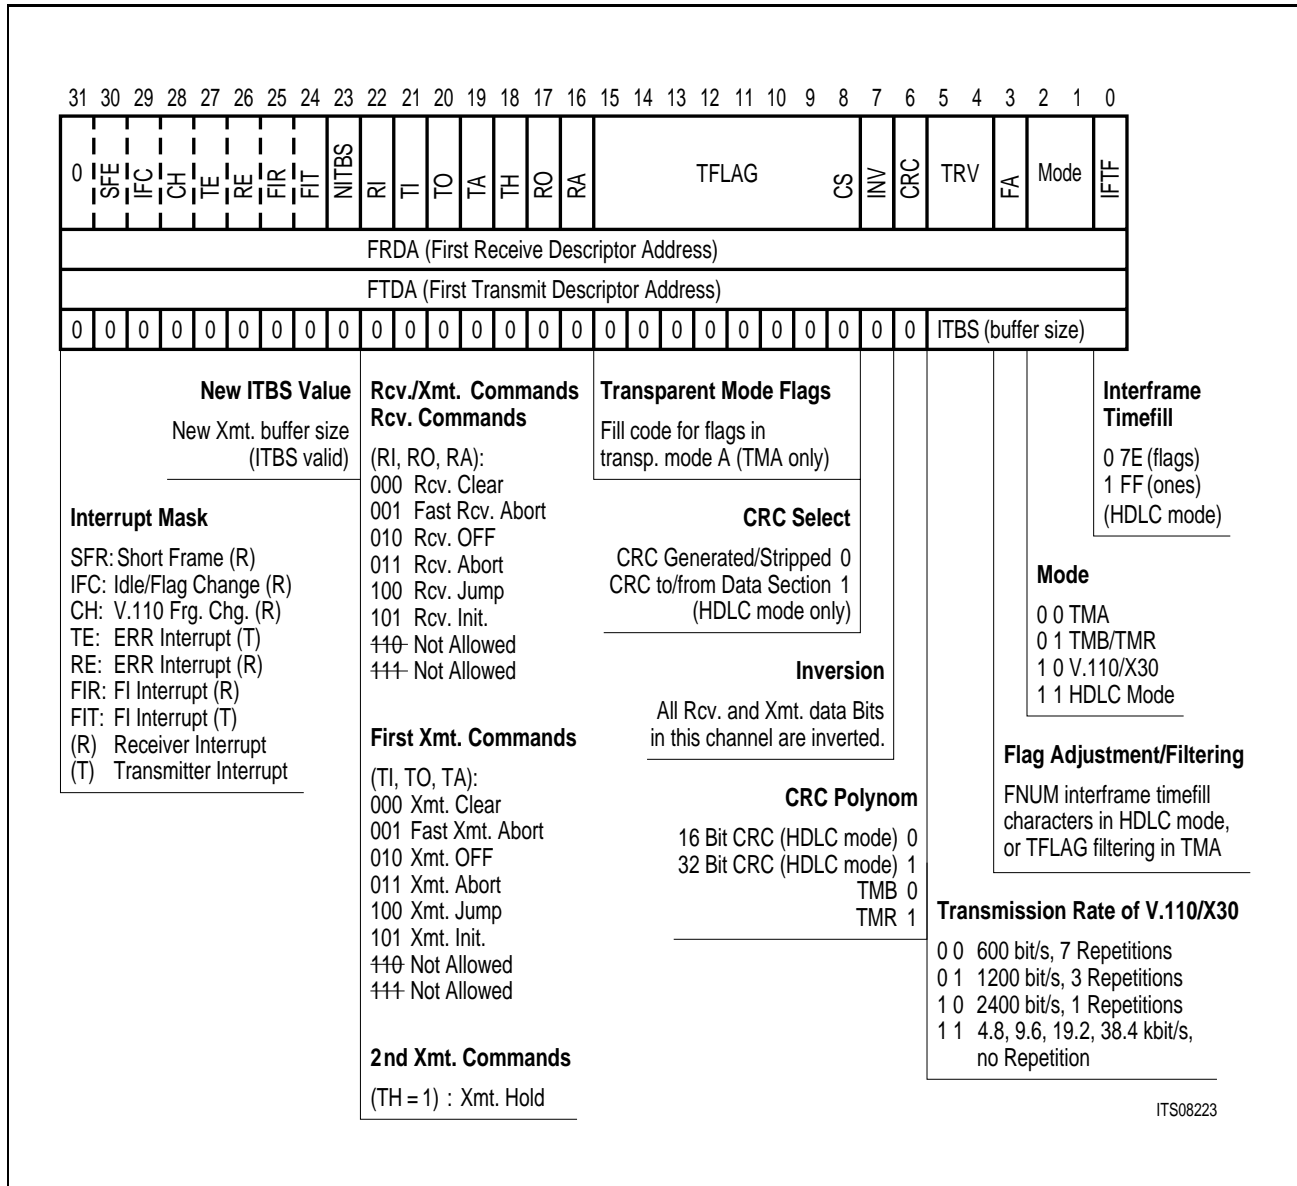 31 30 29 28 27 26 25 24 23 22 21 20 19 18 17 16 15 14 13 12 11 10 9 8 7 6 5 4 3 2 1 0
0 SFE IFC CH TE RE FIR FIT NITBS RI TI TO TA TH RO RA TFLAG CS INV CRC TRV FA Mode IFTF
FRDA (First Receive Descriptor Address)
FTDA (First Transmit Descriptor Address)
0 0 0 0 0 0 0 0 0 0 0 0 0 0 0 0 0 0 0 0 0 0 0 0 0 0 ITBS (buffer size)
New ITBS Value
New Xmt. buffer size
(ITBS valid)
Interrupt Mask
SFR: Short Frame (R)
IFC: Idle/Flag Change (R)
CH: V.110 Frg. Chg. (R)
TE: ERR Interrupt (T)
RE: ERR Interrupt (R)
FIR: FI Interrupt (R)
FIT: FI Interrupt (T)
(R) Receiver Interrupt
(T) Transmitter Interrupt
Rcv./Xmt. Commands
Rcv. Commands
(RI, RO, RA):
000 Rcv. Clear
001 Fast Rcv. Abort
010 Rcv. OFF
011 Rcv. Abort
100 Rcv. Jump
101 Rcv. Init.
110 Not Allowed
111 Not Allowed
First Xmt. Commands
(TI, TO, TA):
000 Xmt. Clear
001 Fast Xmt. Abort
010 Xmt. OFF
011 Xmt. Abort
100 Xmt. Jump
101 Xmt. Init.
110 Not Allowed
111 Not Allowed
2nd Xmt. Commands
(TH = 1) : Xmt. Hold
Transparent Mode Flags
Fill code for flags in
transp. mode A (TMA only)
CRC Select
CRC Generated/Stripped 0
CRC to/from Data Section 1
(HDLC mode only)
Inversion
All Rcv. and Xmt. data Bits
in this channel are inverted.
CRC Polynom
16 Bit CRC (HDLC mode) 0
32 Bit CRC (HDLC mode) 1
TMB 0
TMR 1
Interframe
Timefill
0 7E (flags)
1 FF (ones)
(HDLC mode)
Mode
0 0 TMA
0 1 TMB/TMR
1 0 V.110/X30
1 1 HDLC Mode
Flag Adjustment/Filtering
FNUM interframe timefill
characters in HDLC mode,
or TFLAG filtering in TMA
Transmission Rate of V.110/X30
0 0 600 bit/s, 7 Repetitions
0 1 1200 bit/s, 3 Repetitions
1 0 2400 bit/s, 1 Repetitions
1 1 4.8, 9.6, 19.2, 38.4 kbit/s,
no Repetition
ITS08223